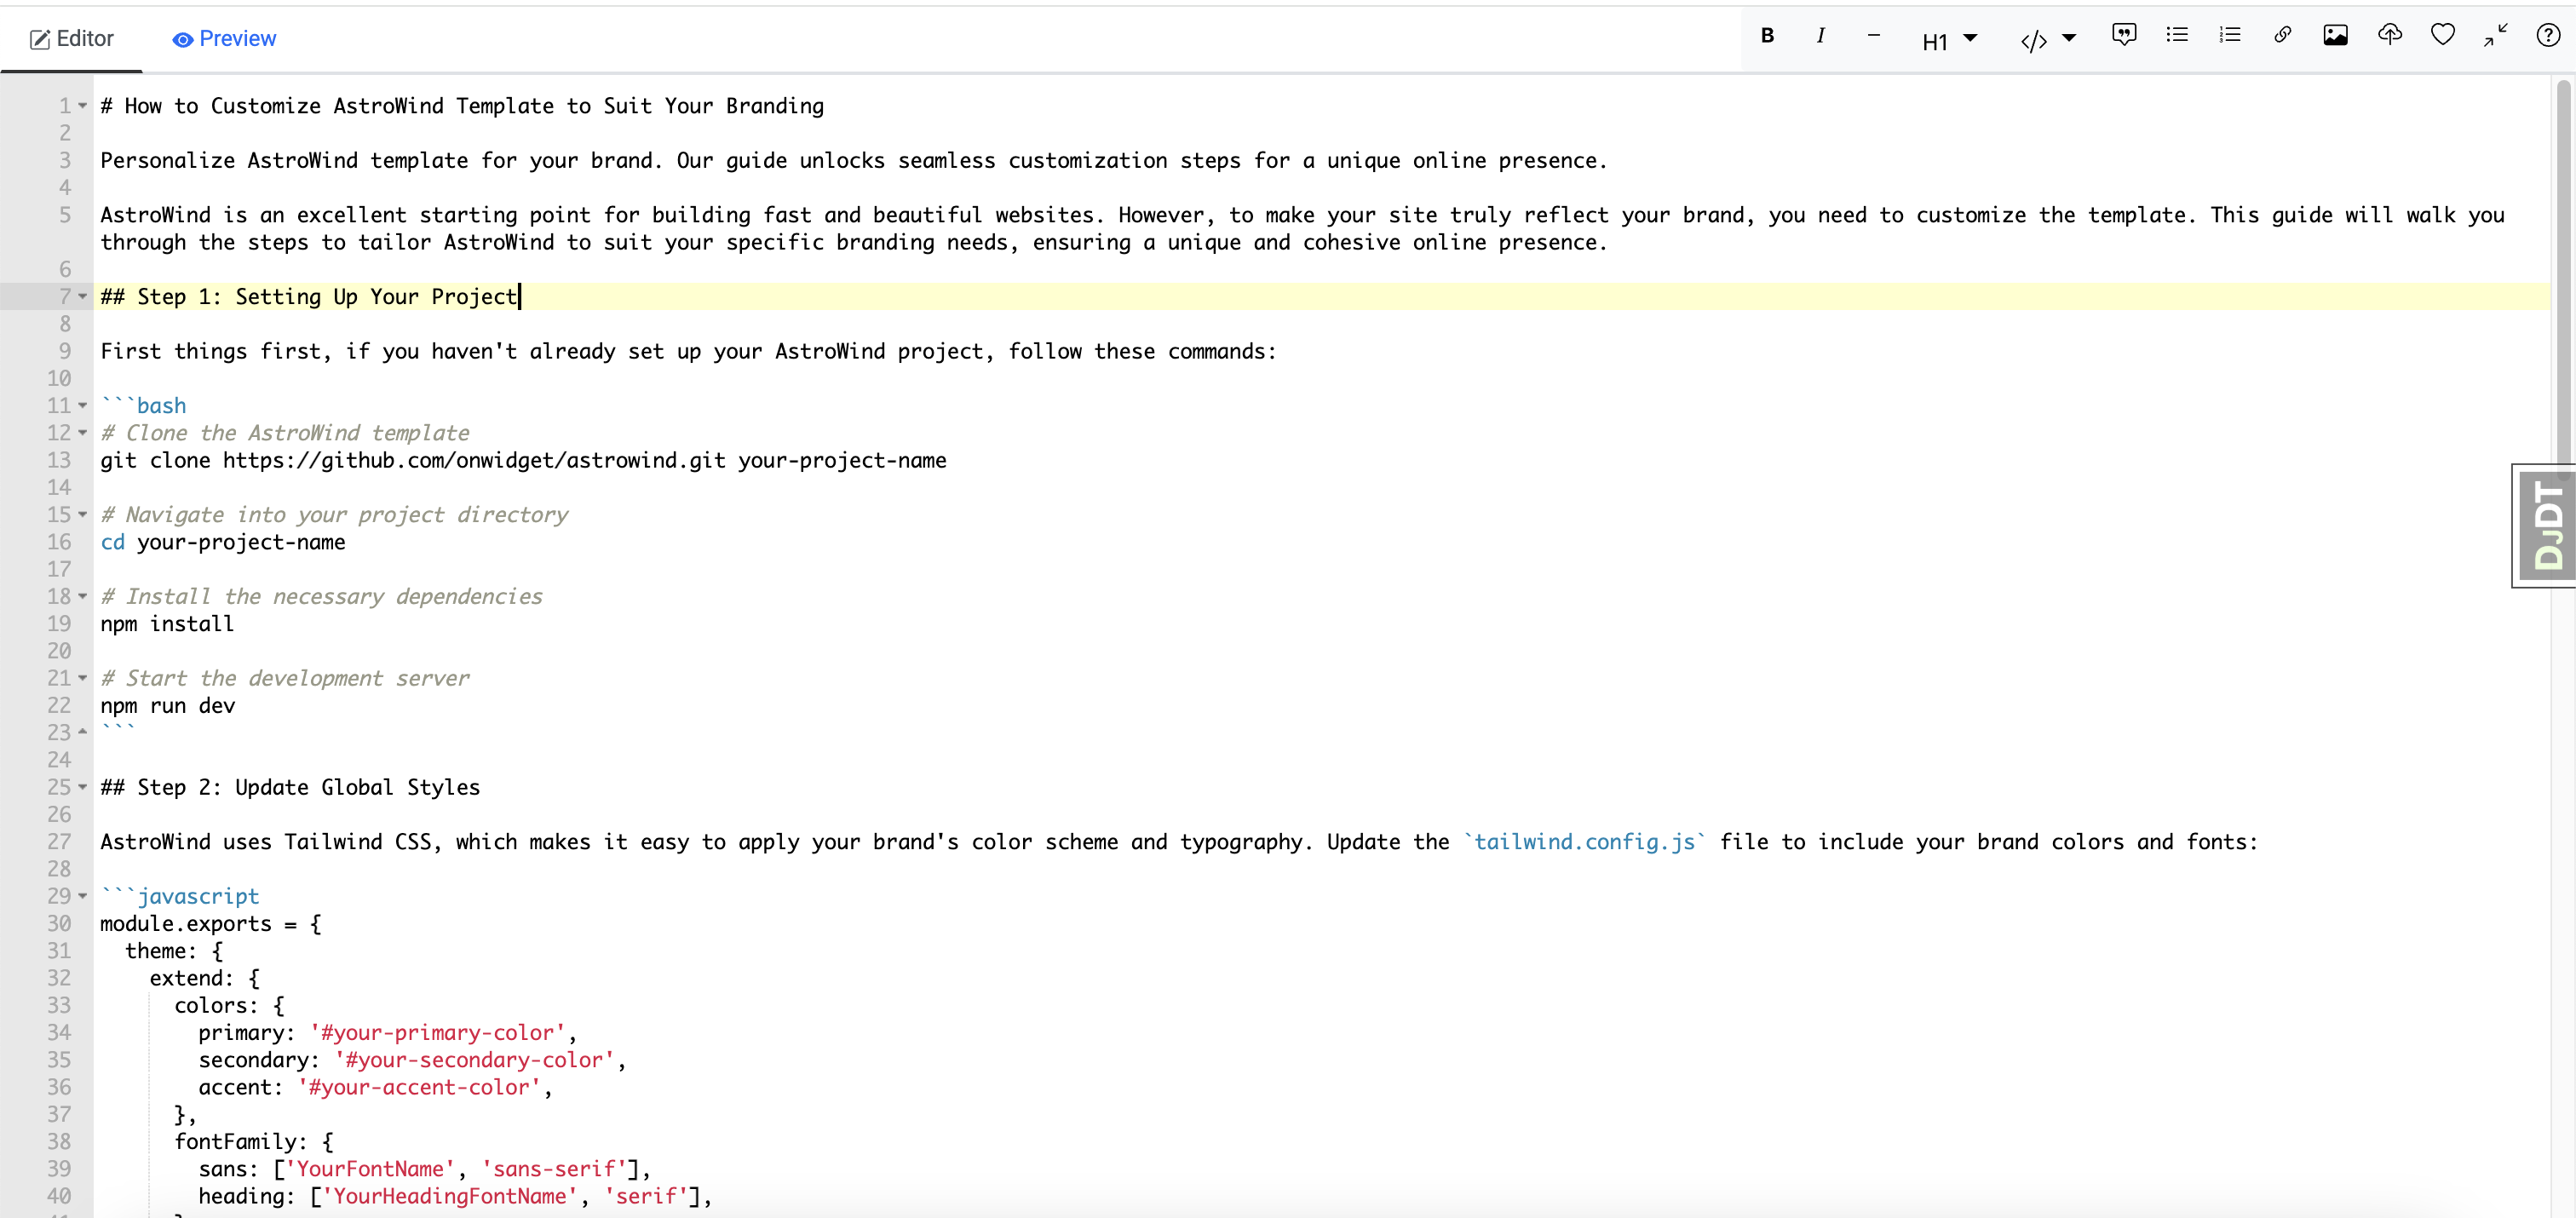 Editor Preview B I – H1 </>
1 # How to Customize AstroWind Template to Suit Your Branding
2
3 Personalize AstroWind template for your brand. Our guide unlocks seamless customization steps for a unique online presence.
4
5 AstroWind is an excellent starting point for building fast and beautiful websites. However, to make your site truly reflect your brand, you need to customize the template. This guide will walk you
through the steps to tailor AstroWind to suit your specific branding needs, ensuring a unique and cohesive online presence.
6
7 ## Step 1: Setting Up Your Project
8
9 First things first, if you haven't already set up your AstroWind project, follow these commands:
10
11 ```bash
12 # Clone the AstroWind template
13 git clone https://github.com/onwidget/astrowind.git your-project-name
14
15 # Navigate into your project directory
16 cd your-project-name
17
18 # Install the necessary dependencies
19 npm install
20
21 # Start the development server
22 npm run dev
23 ```
24
25 ## Step 2: Update Global Styles
26
27 AstroWind uses Tailwind CSS, which makes it easy to apply your brand's color scheme and typography. Update the `tailwind.config.js` file to include your brand colors and fonts:
28
29 ```javascript
30 module.exports = {
31   theme: {
32     extend: {
33       colors: {
34         primary: '#your-primary-color',
35         secondary: '#your-secondary-color',
36         accent: '#your-accent-color',
37       },
38       fontFamily: {
39         sans: ['YourFontName', 'sans-serif'],
40         heading: ['YourHeadingFontName', 'serif'],
DJDT